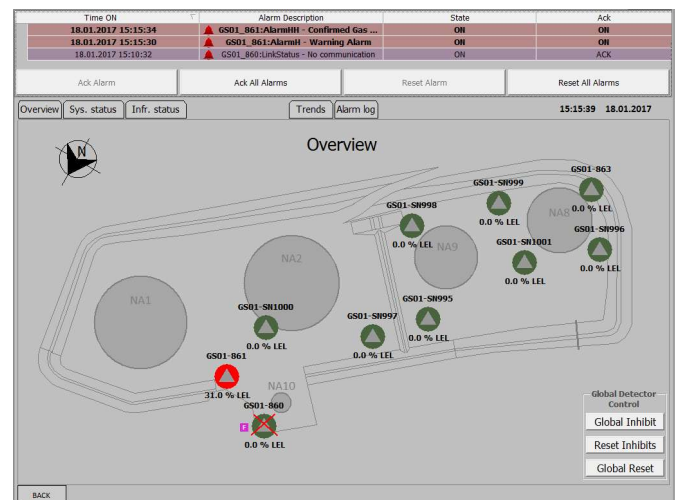 Time ON Alarm Description State Ack
18.01.2017 15:15:34 GS01_861:AlarmHH - Confirmed Gas ... ON ON
18.01.2017 15:15:30 GS01_861:AlarmH - Warning Alarm ON ON
18.01.2017 15:10:32 GS01_860:LinkStatus - No communication ON ACK
Ack Alarm Ack All Alarms Reset Alarm Reset All Alarms
Overview Sys. status Infr. status Trends Alarm log 15:15:39 18.01.2017
Overview
N
GS01-863
GS01-SN999
0.0 % LEL
GS01-SN998
0.0 % LEL
NA8
GS01-SN996
0.0 % LEL
GS01-SN1001
NA9
NA2
0.0 % LEL
0.0 % LEL
NA1
GS01-SN995
GS01-SN1000
GS01-SN997
0.0 % LEL
0.0 % LEL
0.0 % LEL
GS01-861
NA10
31.0 % LEL
GS01-860
F
0.0 % LEL
Global Detector
Control
Global Inhibit
Reset Inhibits
Global Reset
BACK